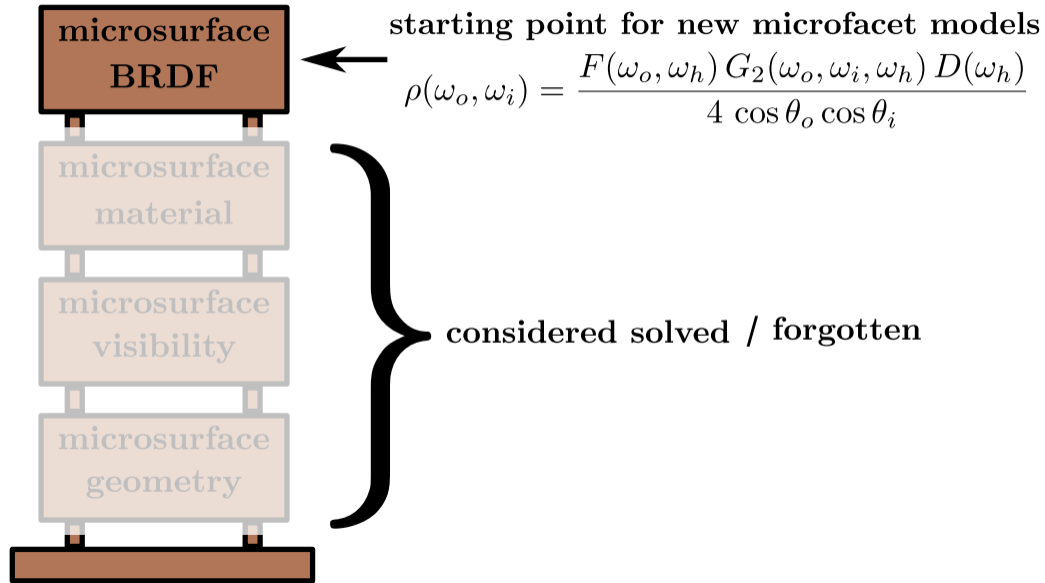 microsurface
BRDF
starting point for new microfacet models
ρ(ω_o, ω_i) = F(ω_o, ω_h) G_2(ω_o, ω_i, ω_h) D(ω_h) / 4 cos θ_o cos θ_i
microsurface
material
microsurface
visibility
considered solved / forgotten
microsurface
geometry